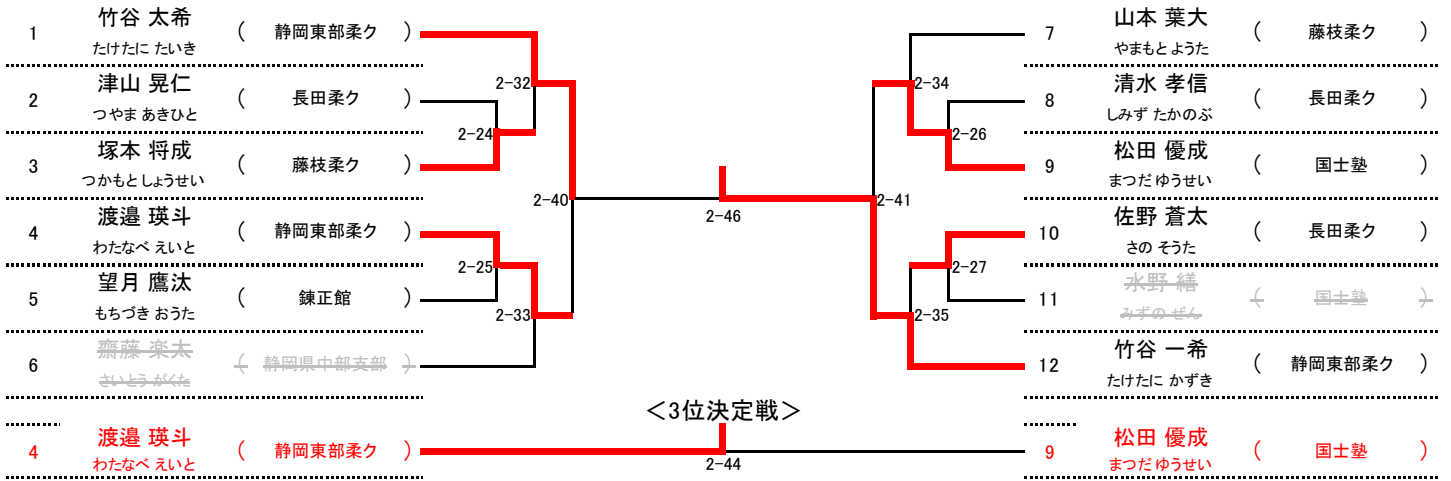 1 竹谷 太希 ( 静岡東部柔ク )
たけたに たいき
2 津山 晃仁 ( 長田柔ク )
つやま あきひと
3 塚本 将成 ( 藤枝柔ク )
つかもと しょうせい
4 渡邉 瑛斗 ( 静岡東部柔ク )
わたなべ えいと
5 望月 鷹汰 ( 錬正館 )
もちづき おうた
6 齋藤 楽太 ( 静岡県中部支部 )
さいとう がくた
2-32
2-24
2-40
2-25
2-33
2-46
2-34
2-26
2-41
2-27
2-35
7 山本 葉大 ( 藤枝柔ク )
やまもと ようた
8 清水 孝信 ( 長田柔ク )
しみず たかのぶ
9 松田 優成 ( 国士塾 )
まつだ ゆうせい
10 佐野 蒼太 ( 長田柔ク )
さの そうた
11 水野 繕 ( 国士塾 )
みずの ぜん
12 竹谷 一希 ( 静岡東部柔ク )
たけたに かずき
＜3位決定戦＞
4 渡邉 瑛斗 ( 静岡東部柔ク )
わたなべ えいと
2-44
9 松田 優成 ( 国士塾 )
まつだ ゆうせい